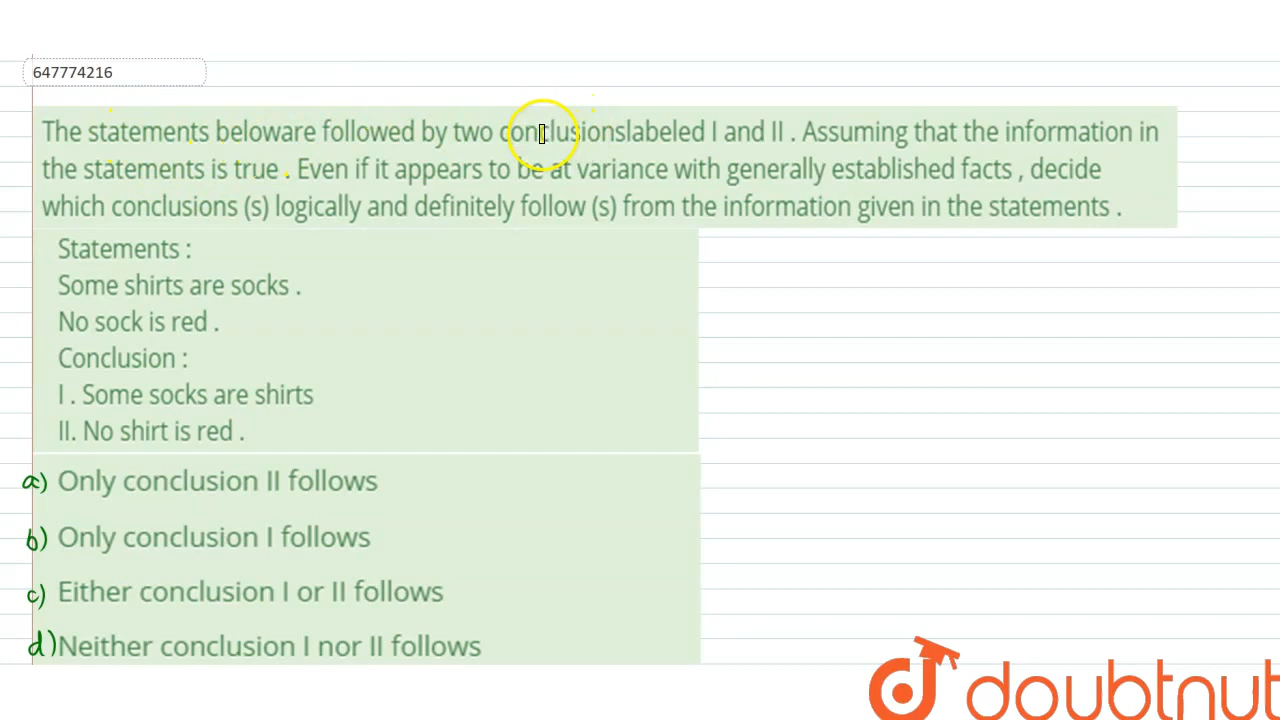 647774216
The statements beloware followed by two conclusionslabeled I and II . Assuming that the information in
the statements is true . Even if it appears to be at variance with generally established facts , decide
which conclusions (s) logically and definitely follow (s) from the information given in the statements .
Statements :
Some shirts are socks .
No sock is red .
Conclusion :
I . Some socks are shirts
II. No shirt is red .
a) Only conclusion II follows
b) Only conclusion I follows
c) Either conclusion I or II follows
d) Neither conclusion I nor II follows
doubtnut